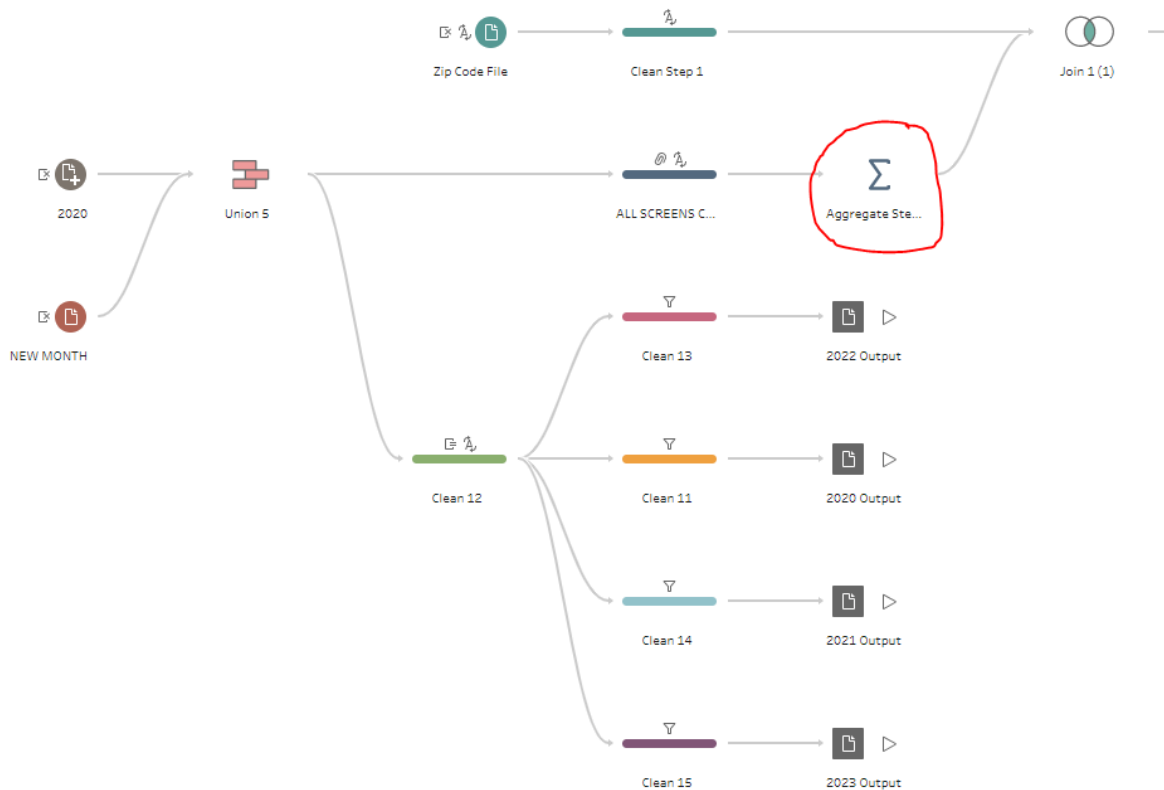 Zip Code File
Clean Step 1
Join 1 (1)
2020
Union 5
ALL SCREENS C...
Aggregate Ste...
NEW MONTH
Clean 13
2022 Output
Clean 12
Clean 11
2020 Output
Clean 14
2021 Output
Clean 15
2023 Output